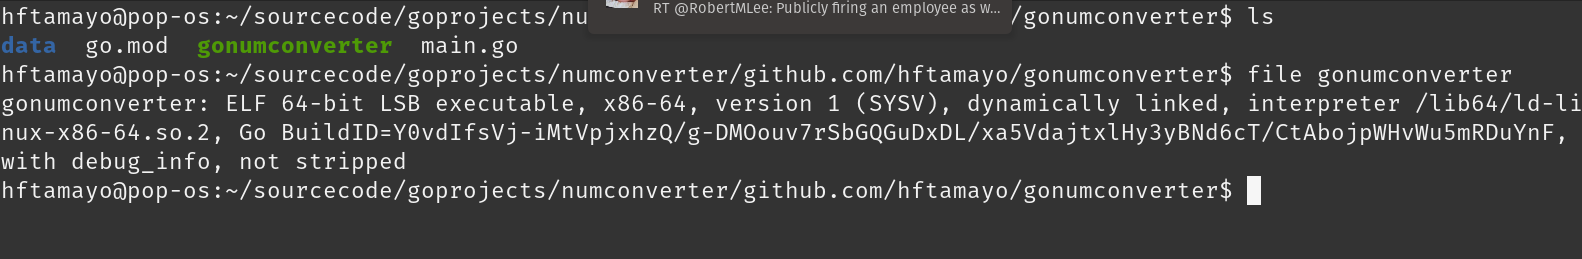 hftamayo@pop-os:~/sourcecode/goprojects/nu /gonumconverter$ ls
RT @RobertMLee: Publicly firing an employee as w...
data go.mod gonumconverter main.go
hftamayo@pop-os:~/sourcecode/goprojects/numconverter/github.com/hftamayo/gonumconverter$ file gonumconverter
gonumconverter: ELF 64-bit LSB executable, x86-64, version 1 (SYSV), dynamically linked, interpreter /lib64/ld-li
nux-x86-64.so.2, Go BuildID=Y0vdIfsVj-iMtVpjxhzQ/g-DMOouv7rSbGQGuDxDL/xa5VdajtxlHy3yBNd6cT/CtAbojpWHvWu5mRDuYnF,
with debug_info, not stripped
hftamayo@pop-os:~/sourcecode/goprojects/numconverter/github.com/hftamayo/gonumconverter$